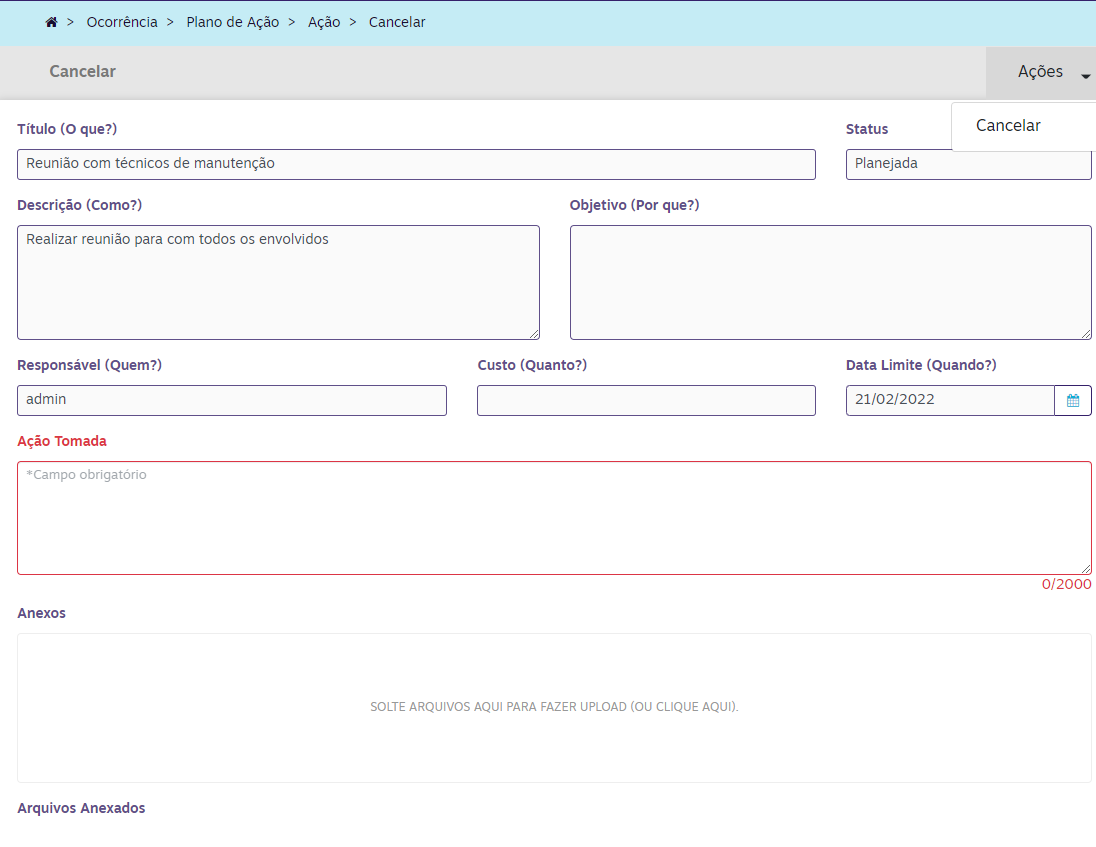 > Ocorrência > Plano de Ação > Ação > Cancelar
Cancelar
Ações
Cancelar
Título (O que?)
Status
Reunião com técnicos de manutenção
Planejada
Descrição (Como?)
Objetivo (Por que?)
Realizar reunião para com todos os envolvidos
Responsável (Quem?)
Custo (Quanto?)
Data Limite (Quando?)
admin
21/02/2022
Ação Tomada
*Campo obrigatório
0/2000
Anexos
SOLTE ARQUIVOS AQUI PARA FAZER UPLOAD (OU CLIQUE AQUI).
Arquivos Anexados